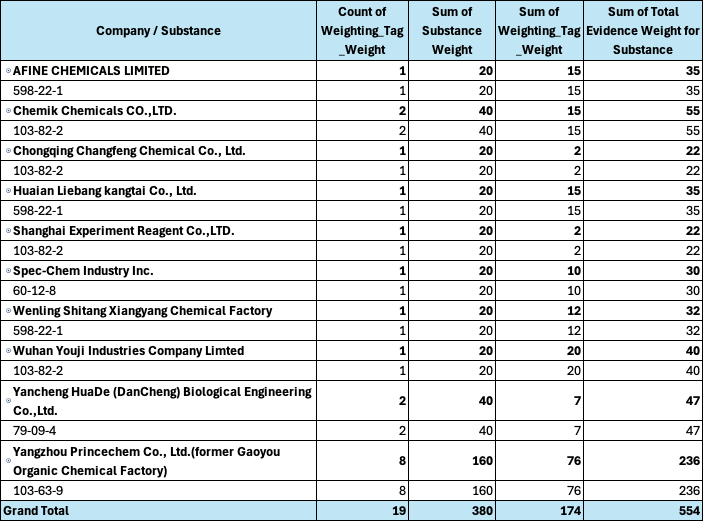 Company / Substance Count of Weighting_Tag_Weight Sum of Substance Weight Sum of Weighting_Tag_Weight Sum of Total Evidence Weight for Substance
AFINE CHEMICALS LIMITED 1 20 15 35
598-22-1 1 20 15 35
Chemik Chemicals CO.,LTD. 2 40 15 55
103-82-2 2 40 15 55
Chongqing Changfeng Chemical Co., Ltd. 1 20 2 22
103-82-2 1 20 2 22
Huaian Liebang kangtai Co., Ltd. 1 20 15 35
598-22-1 1 20 15 35
Shanghai Experiment Reagent Co.,LTD. 1 20 2 22
103-82-2 1 20 2 22
Spec-Chem Industry Inc. 1 20 10 30
60-12-8 1 20 10 30
Wenling Shitang Xiangyang Chemical Factory 1 20 12 32
598-22-1 1 20 12 32
Wuhan Youji Industries Company Limted 1 20 20 40
103-82-2 1 20 20 40
Yancheng HuaDe (DanCheng) Biological Engineering
Co.,Ltd. 2 40 7 47
79-09-4 2 40 7 47
Yangzhou Princechem Co., Ltd.(former Gaoyou
Organic Chemical Factory) 8 160 76 236
103-63-9 8 160 76 236
Grand Total 19 380 174 554